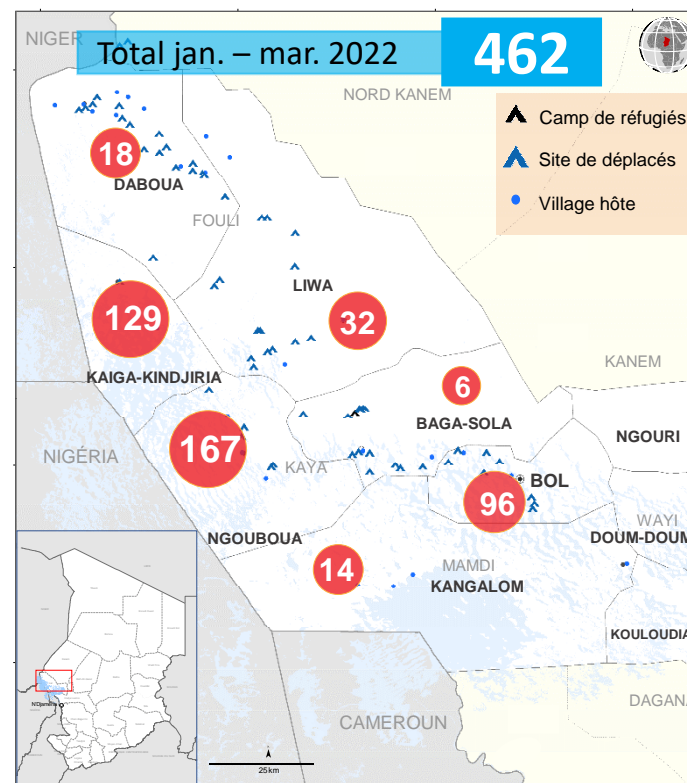 NIGER
Total jan. – mar. 2022
462
NORD KANEM
Camp de réfugiés
Site de déplacés
Village hôte
18
DABOUA
FOULI
LIWA
129
32
KANEM
KAIGA-KINDJIRIA
6
BAGA-SOLA
NGOURI
167
NIGÉRIA
KAYA
BOL
96
WAYI
NGOUBOUA
DOUM-DOUM
14
MAMDI
KANGALOM
KOULOUDIA
N'Djamena
DAGANA
CAMEROUN
25km